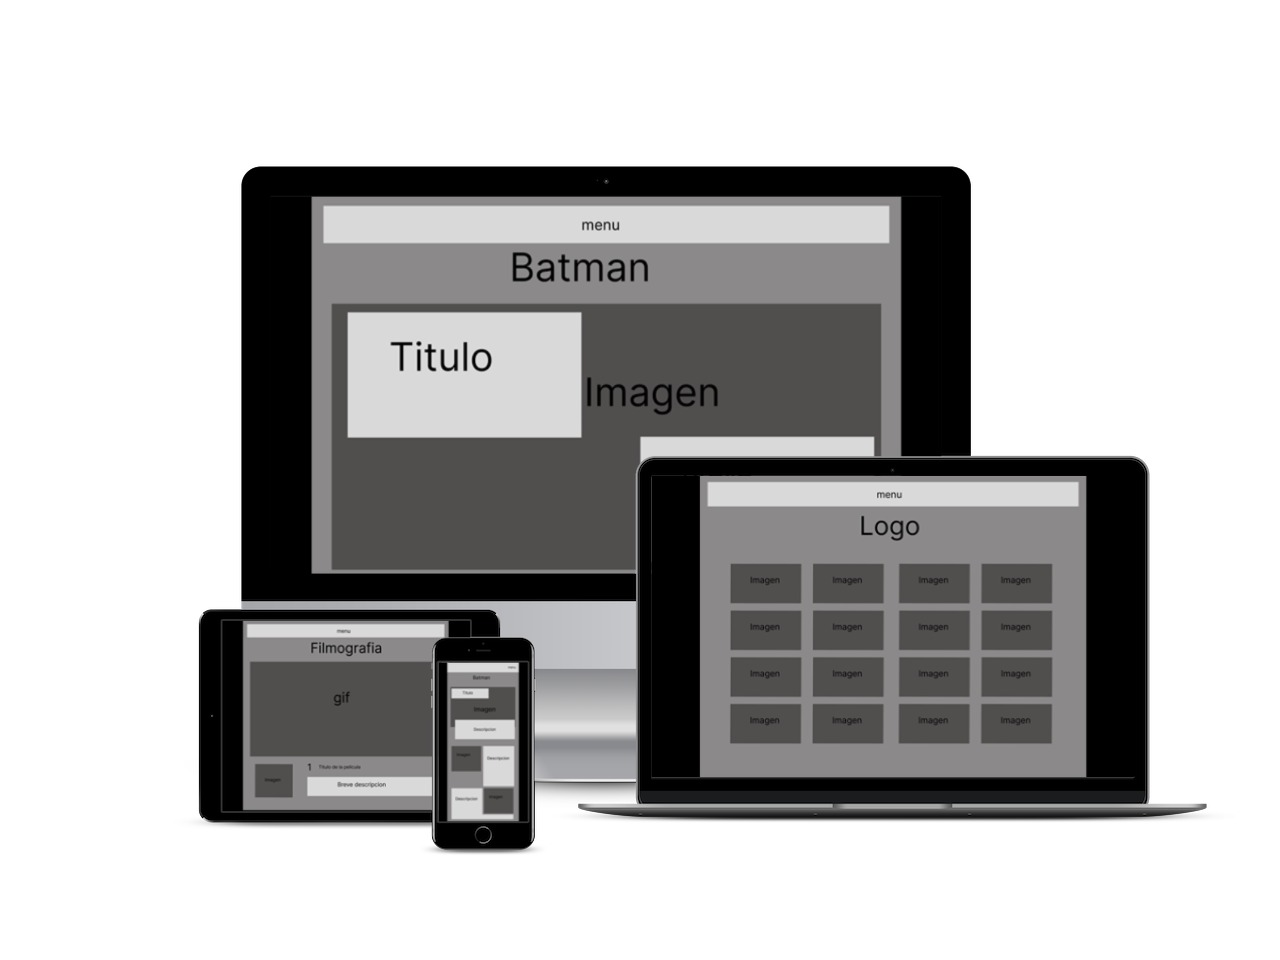 menu
Batman
Titulo
Imagen
menu
Logo
Imagen Imagen Imagen Imagen
Imagen Imagen Imagen Imagen
Imagen Imagen Imagen Imagen
Imagen Imagen Imagen Imagen
menu
Filmografia
gif
Imagen
1 Titulo de la pelicula
Breve descripcion
menu
Batman
Titulo
Imagen
Descripcion
Imagen
Descripcion
Descripcion
Imagen